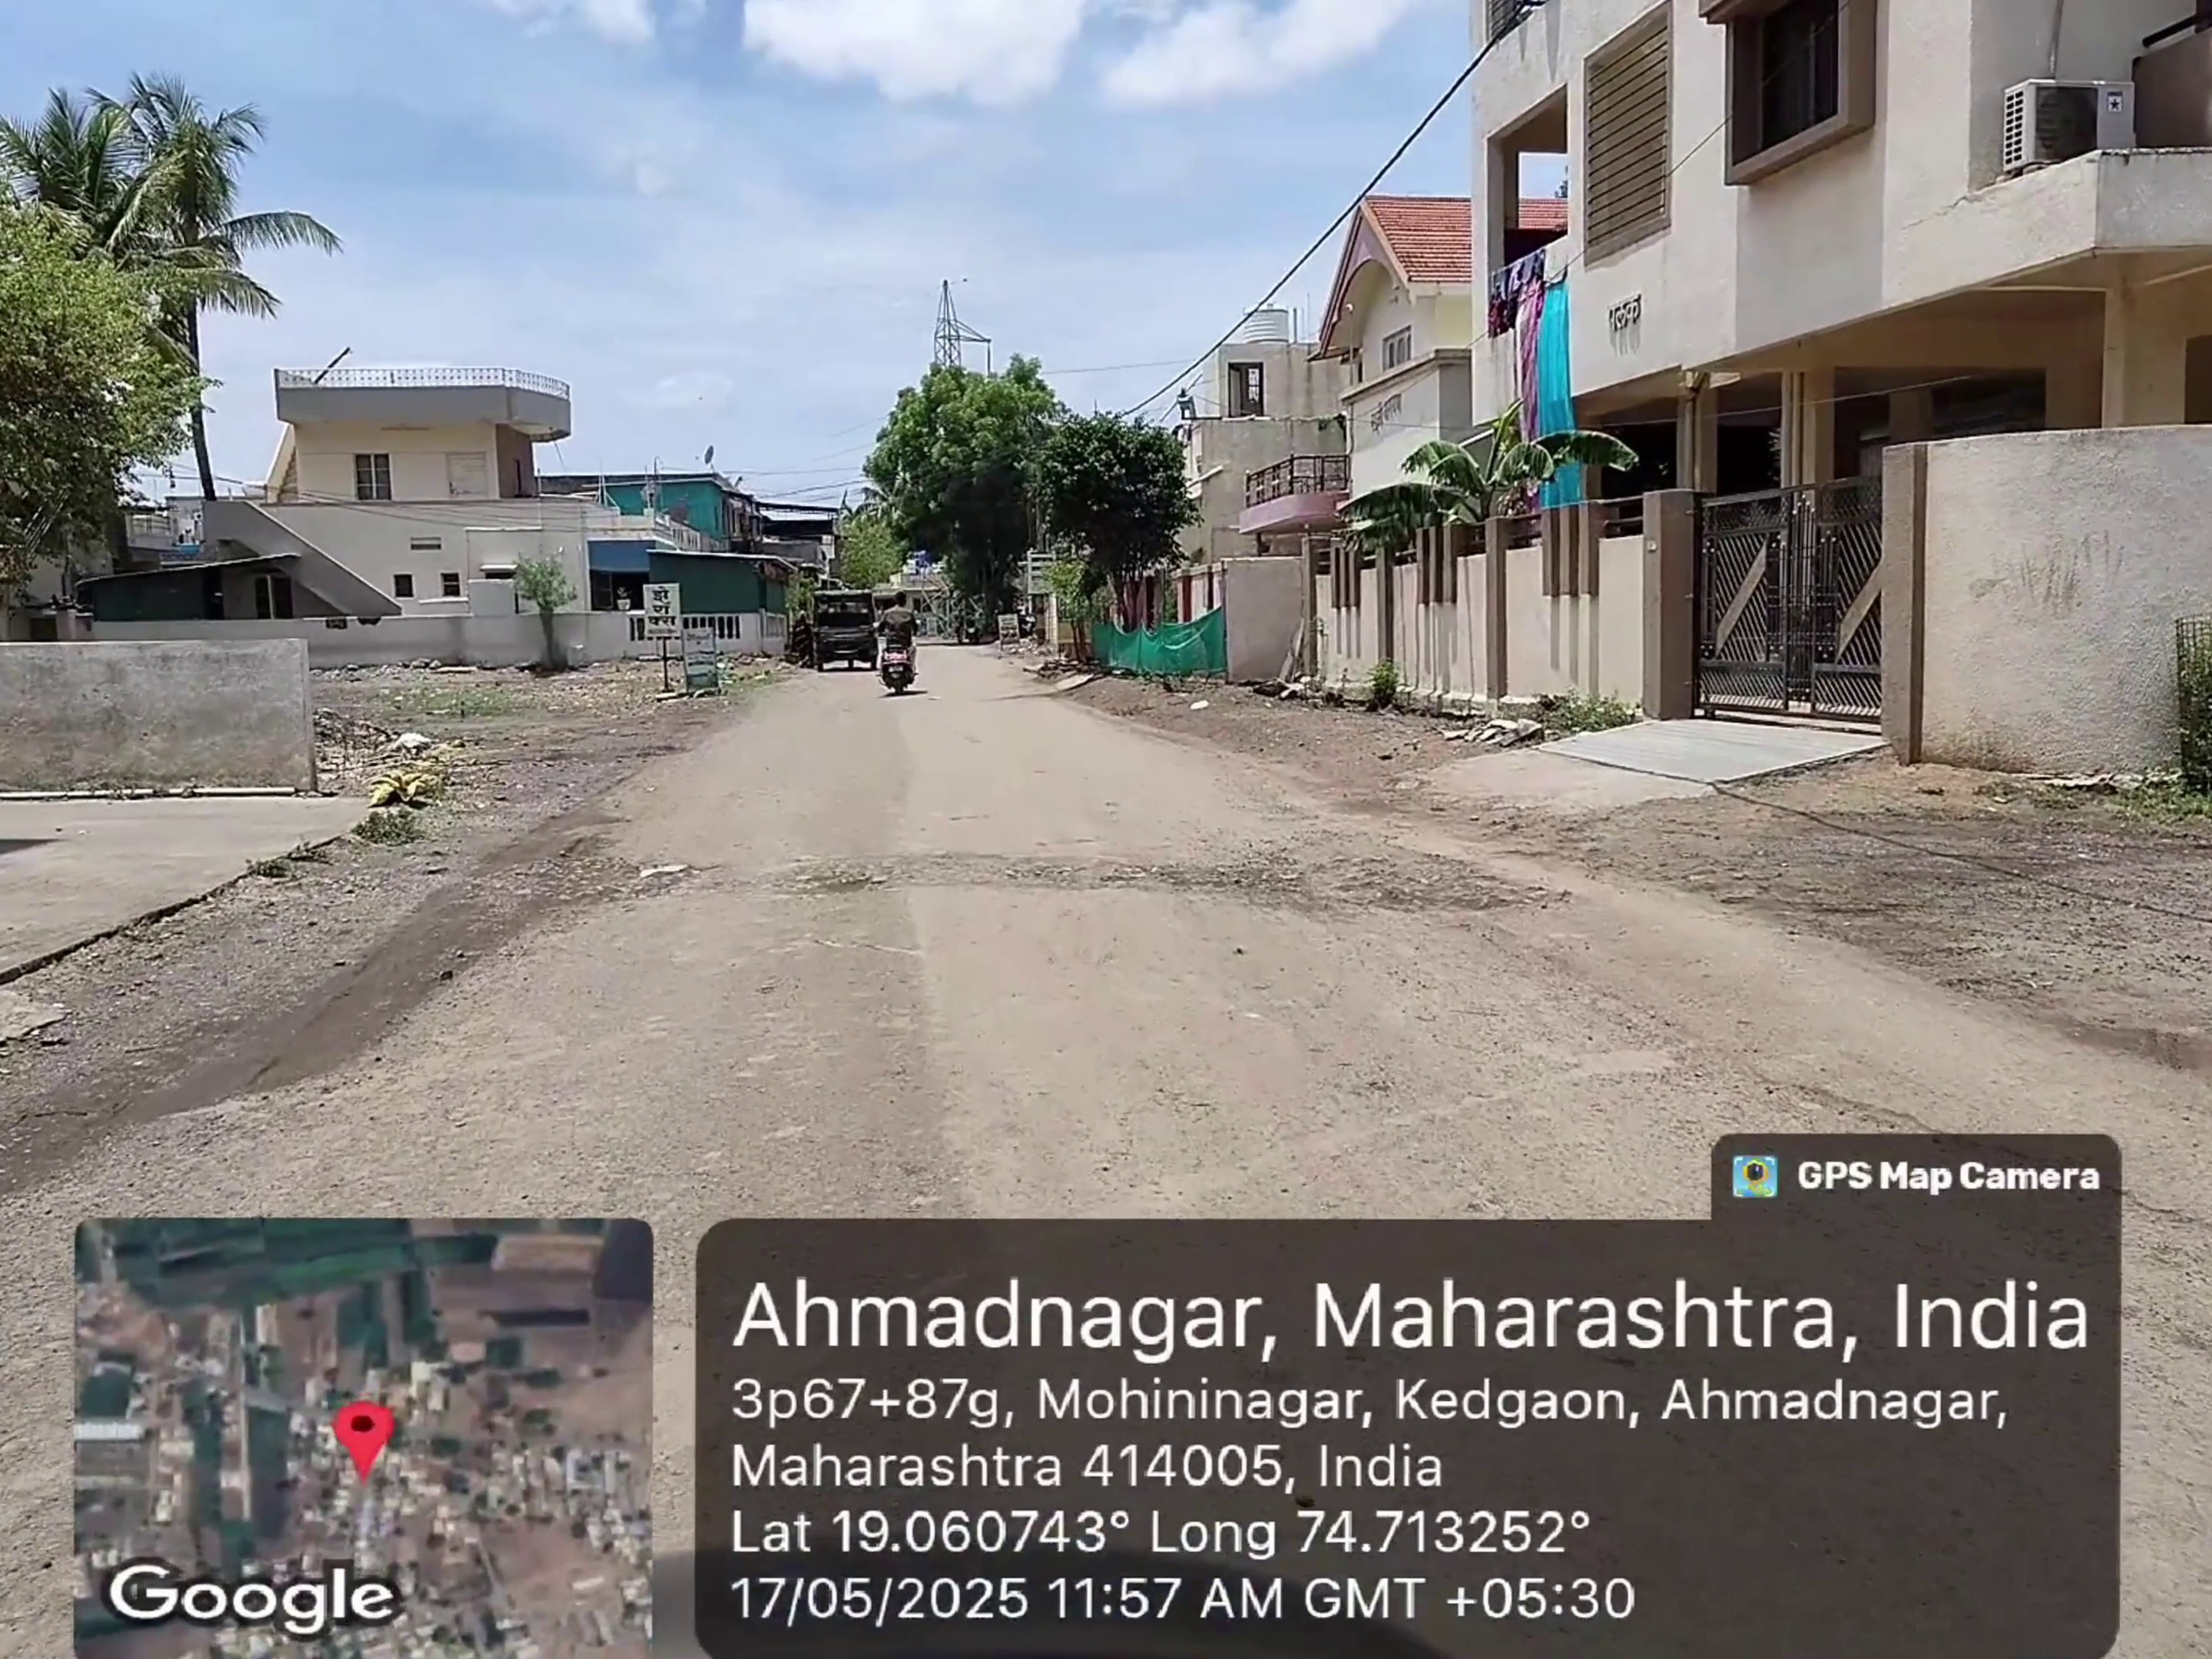 पलक
झे
रॉ
क्स
GPS Map Camera
Ahmadnagar, Maharashtra, India
3p67+87g, Mohininagar, Kedgaon, Ahmadnagar,
Maharashtra 414005, India
Lat 19.060743° Long 74.713252°
17/05/2025 11:57 AM GMT +05:30
Google